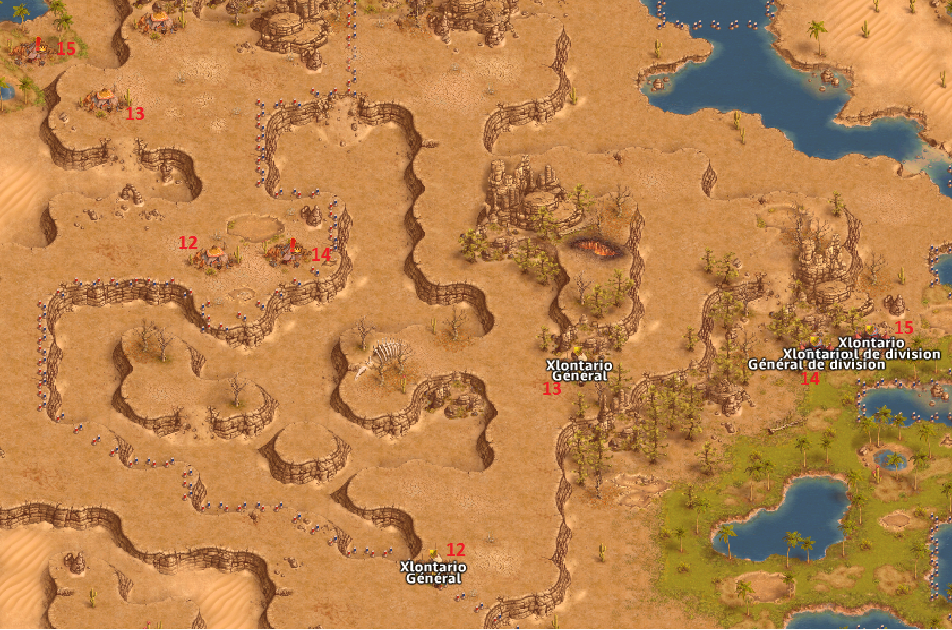 15
13
12
14
15
Xlontario
Xlontario l de division
Général de division
14
Xlontario
Général
13
12
Xlontario
Général